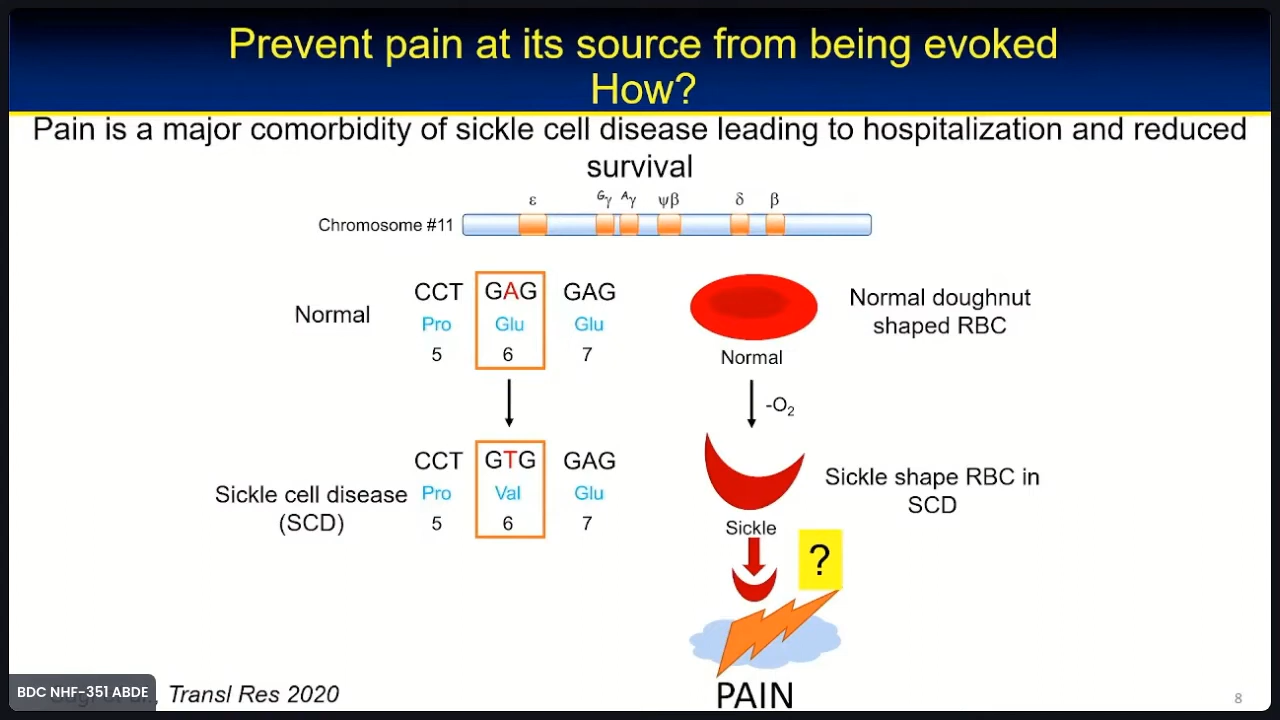 Prevent pain at its source from being evoked
How?
Pain is a major comorbidity of sickle cell disease leading to hospitalization and reduced
survival
ε Gγ Aγ ψβ δ β
Chromosome #11
Normal
CCT GAG GAG
Pro Glu Glu
5 6 7
Normal doughnut
shaped RBC
Normal
-O2
Sickle cell disease
(SCD)
CCT GTG GAG
Pro Val Glu
5 6 7
Sickle shape RBC in
SCD
Sickle
?
PAIN
BDC NHF-351 ABDE
Transl Res 2020
8